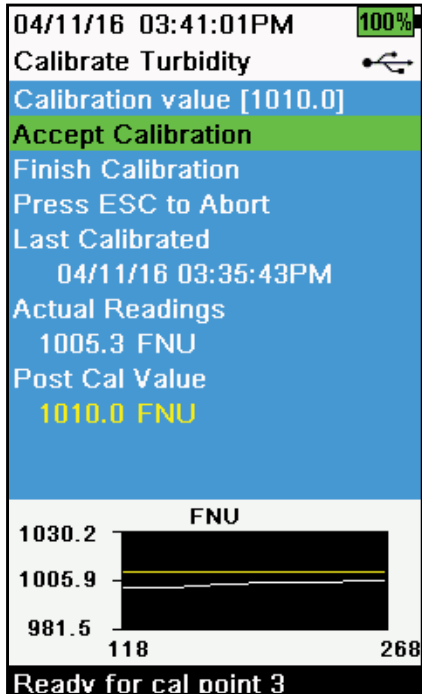 04/11/16 03:41:01PM 100%
Calibrate Turbidity
Calibration value [1010.0]
Accept Calibration
Finish Calibration
Press ESC to Abort
Last Calibrated
04/11/16 03:35:43PM
Actual Readings
1005.3 FNU
Post Cal Value
1010.0 FNU
FNU
1030.2
1005.9
981.5
118 268
Ready for cal point 3